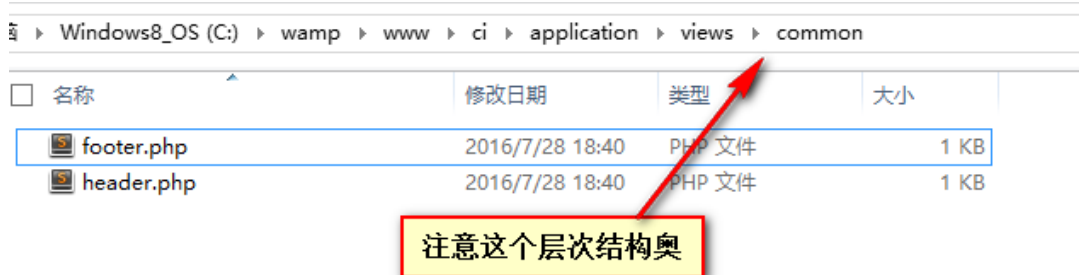 Windows8_OS (C:) ▸ wamp ▸ www ▸ ci ▸ application ▸ views ▸ common
名称 修改日期 类型 大小
footer.php 2016/7/28 18:40 PHP 文件 1 KB
header.php 2016/7/28 18:40 PHP 文件 1 KB
注意这个层次结构奥